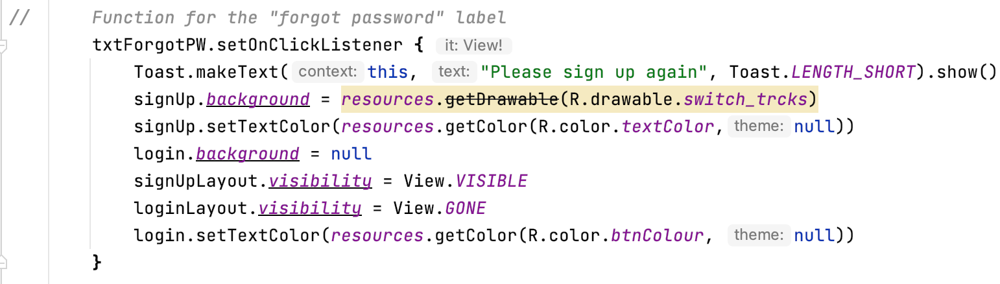 // Function for the "forgot password" label
txtForgotPW.setOnClickListener { it: View!
Toast.makeText( context: this, text: "Please sign up again", Toast.LENGTH_SHORT).show()
signUp.background = resources.getDrawable(R.drawable.switch_trcks)
signUp.setTextColor(resources.getColor(R.color.textColor, theme: null))
login.background = null
signUpLayout.visibility = View.VISIBLE
loginLayout.visibility = View.GONE
login.setTextColor(resources.getColor(R.color.btnColour, theme: null))
}